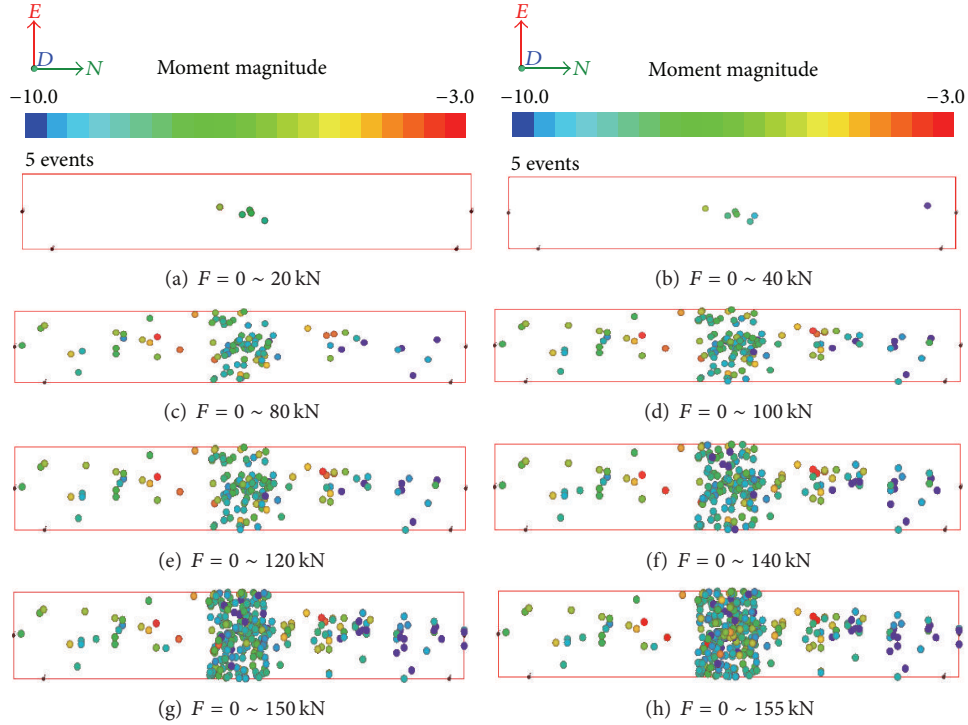 E
D
N
Moment magnitude
−10.0 −3.0
5 events
(a) F = 0 ~ 20 kN
E
D
N
Moment magnitude
−10.0 −3.0
5 events
(b) F = 0 ~ 40 kN
(c) F = 0 ~ 80 kN
(d) F = 0 ~ 100 kN
(e) F = 0 ~ 120 kN
(f) F = 0 ~ 140 kN
(g) F = 0 ~ 150 kN
(h) F = 0 ~ 155 kN